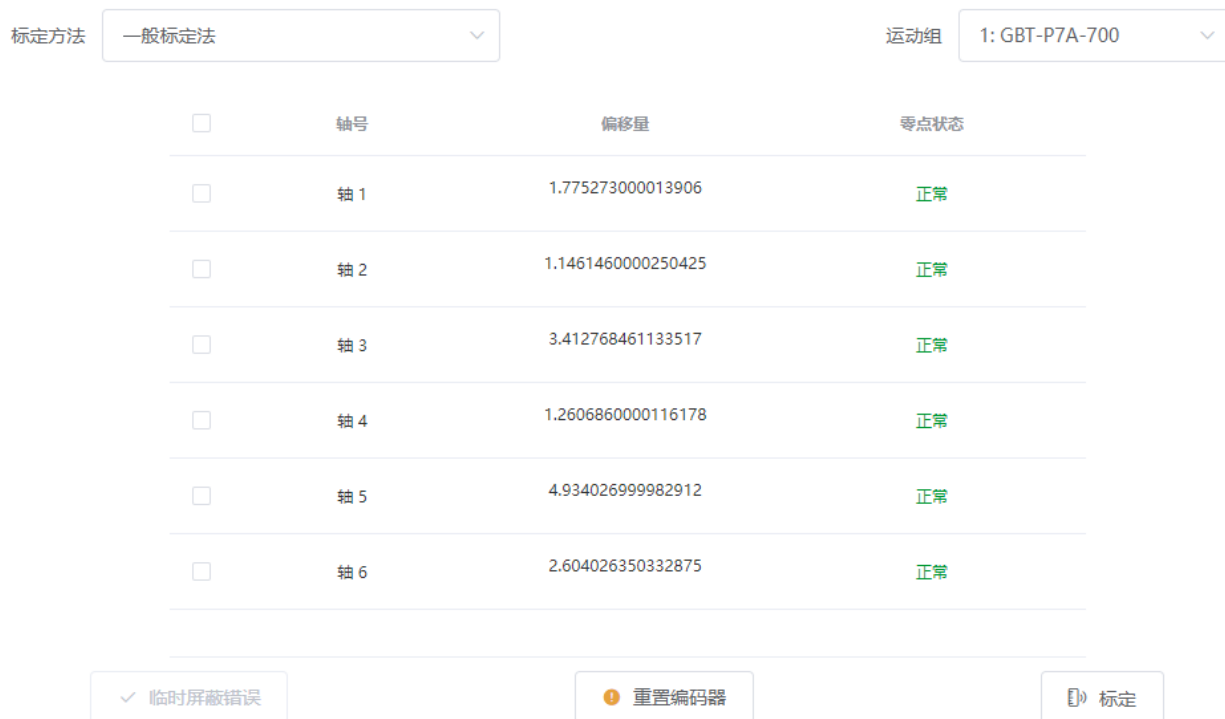 标定方法 一般标定法 运动组 1: GBT-P7A-700
轴号 偏移量 零点状态
轴 1 1.775273000013906 正常
轴 2 1.1461460000250425 正常
轴 3 3.412768461133517 正常
轴 4 1.2606860000116178 正常
轴 5 4.934026999982912 正常
轴 6 2.604026350332875 正常
临时屏蔽错误 重置编码器 标定